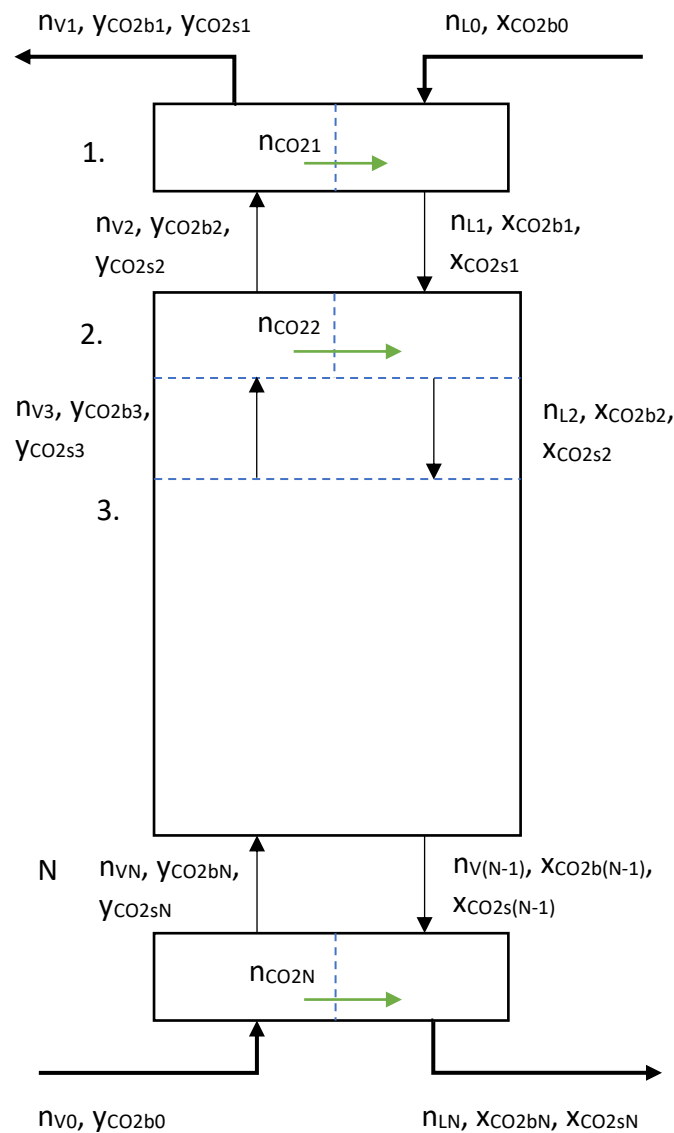 nV1, yCO2b1, yCO2s1
nL0, xCO2b0
1.
nCO21
nV2, yCO2b2,
yCO2s2
nL1, xCO2b1,
xCO2s1
2.
nCO22
nV3, yCO2b3,
yCO2s3
nL2, xCO2b2,
xCO2s2
3.
N
nVN, yCO2bN,
yCO2sN
nV(N-1), xCO2b(N-1),
xCO2s(N-1)
nCO2N
nV0, yCO2b0
nLN, xCO2bN, xCO2sN